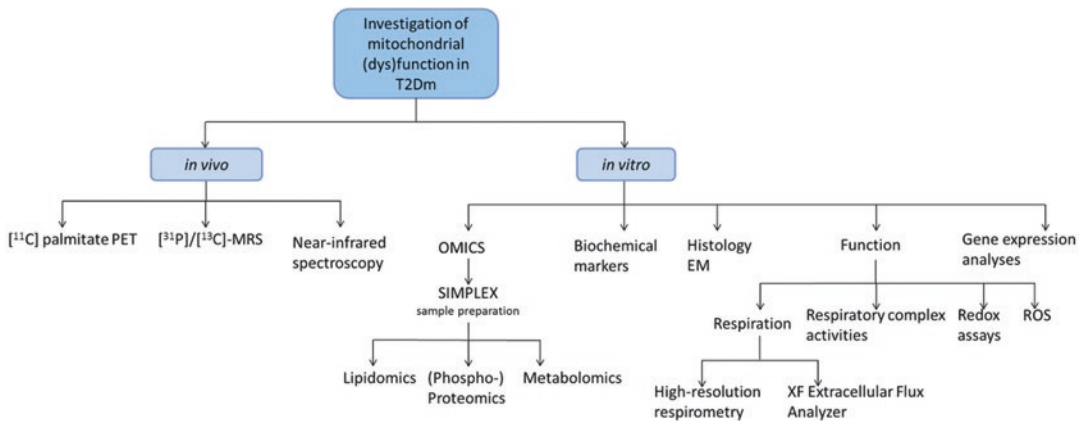 Investigation of
mitochondrial
(dys)function in
T2Dm
in vivo
in vitro
[¹¹C] palmitate PET
[³¹P]/[¹³C]-MRS
Near-infrared
spectroscopy
OMICS
Biochemical
markers
Histology
EM
Function
Gene expression
analyses
SIMPLEX
sample preparation
Lipidomics
(Phospho-)
Proteomics
Metabolomics
Respiration
Respiratory complex
activities
Redox
assays
ROS
High-resolution
respirometry
XF Extracellular Flux
Analyzer